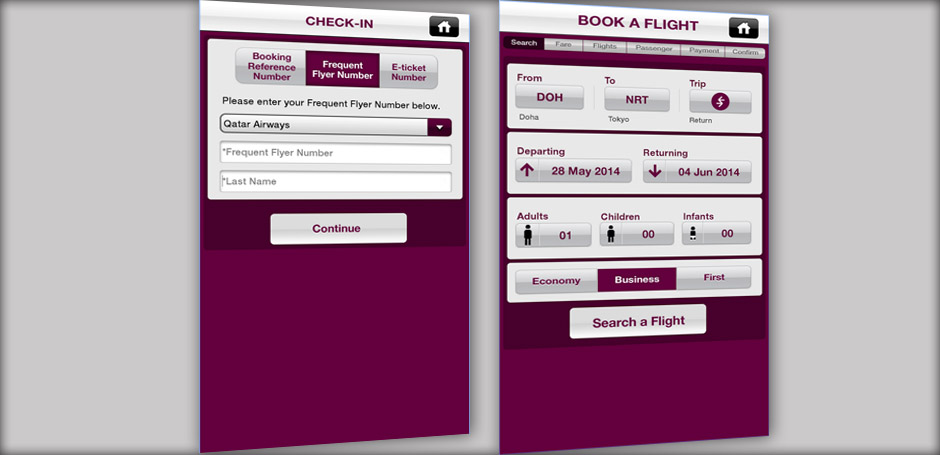 CHECK-IN
Booking
Reference
Number
Frequent
Flyer Number
E-ticket
Number
Please enter your Frequent Flyer Number below.
Qatar Airways
*Frequent Flyer Number
*Last Name
Continue
BOOK A FLIGHT
Search Fare Flights Passenger Payment Confirm
From To Trip
DOH NRT
Doha Tokyo Return
Departing Returning
28 May 2014 04 Jun 2014
Adults Children Infants
01 00 00
Economy Business First
Search a Flight